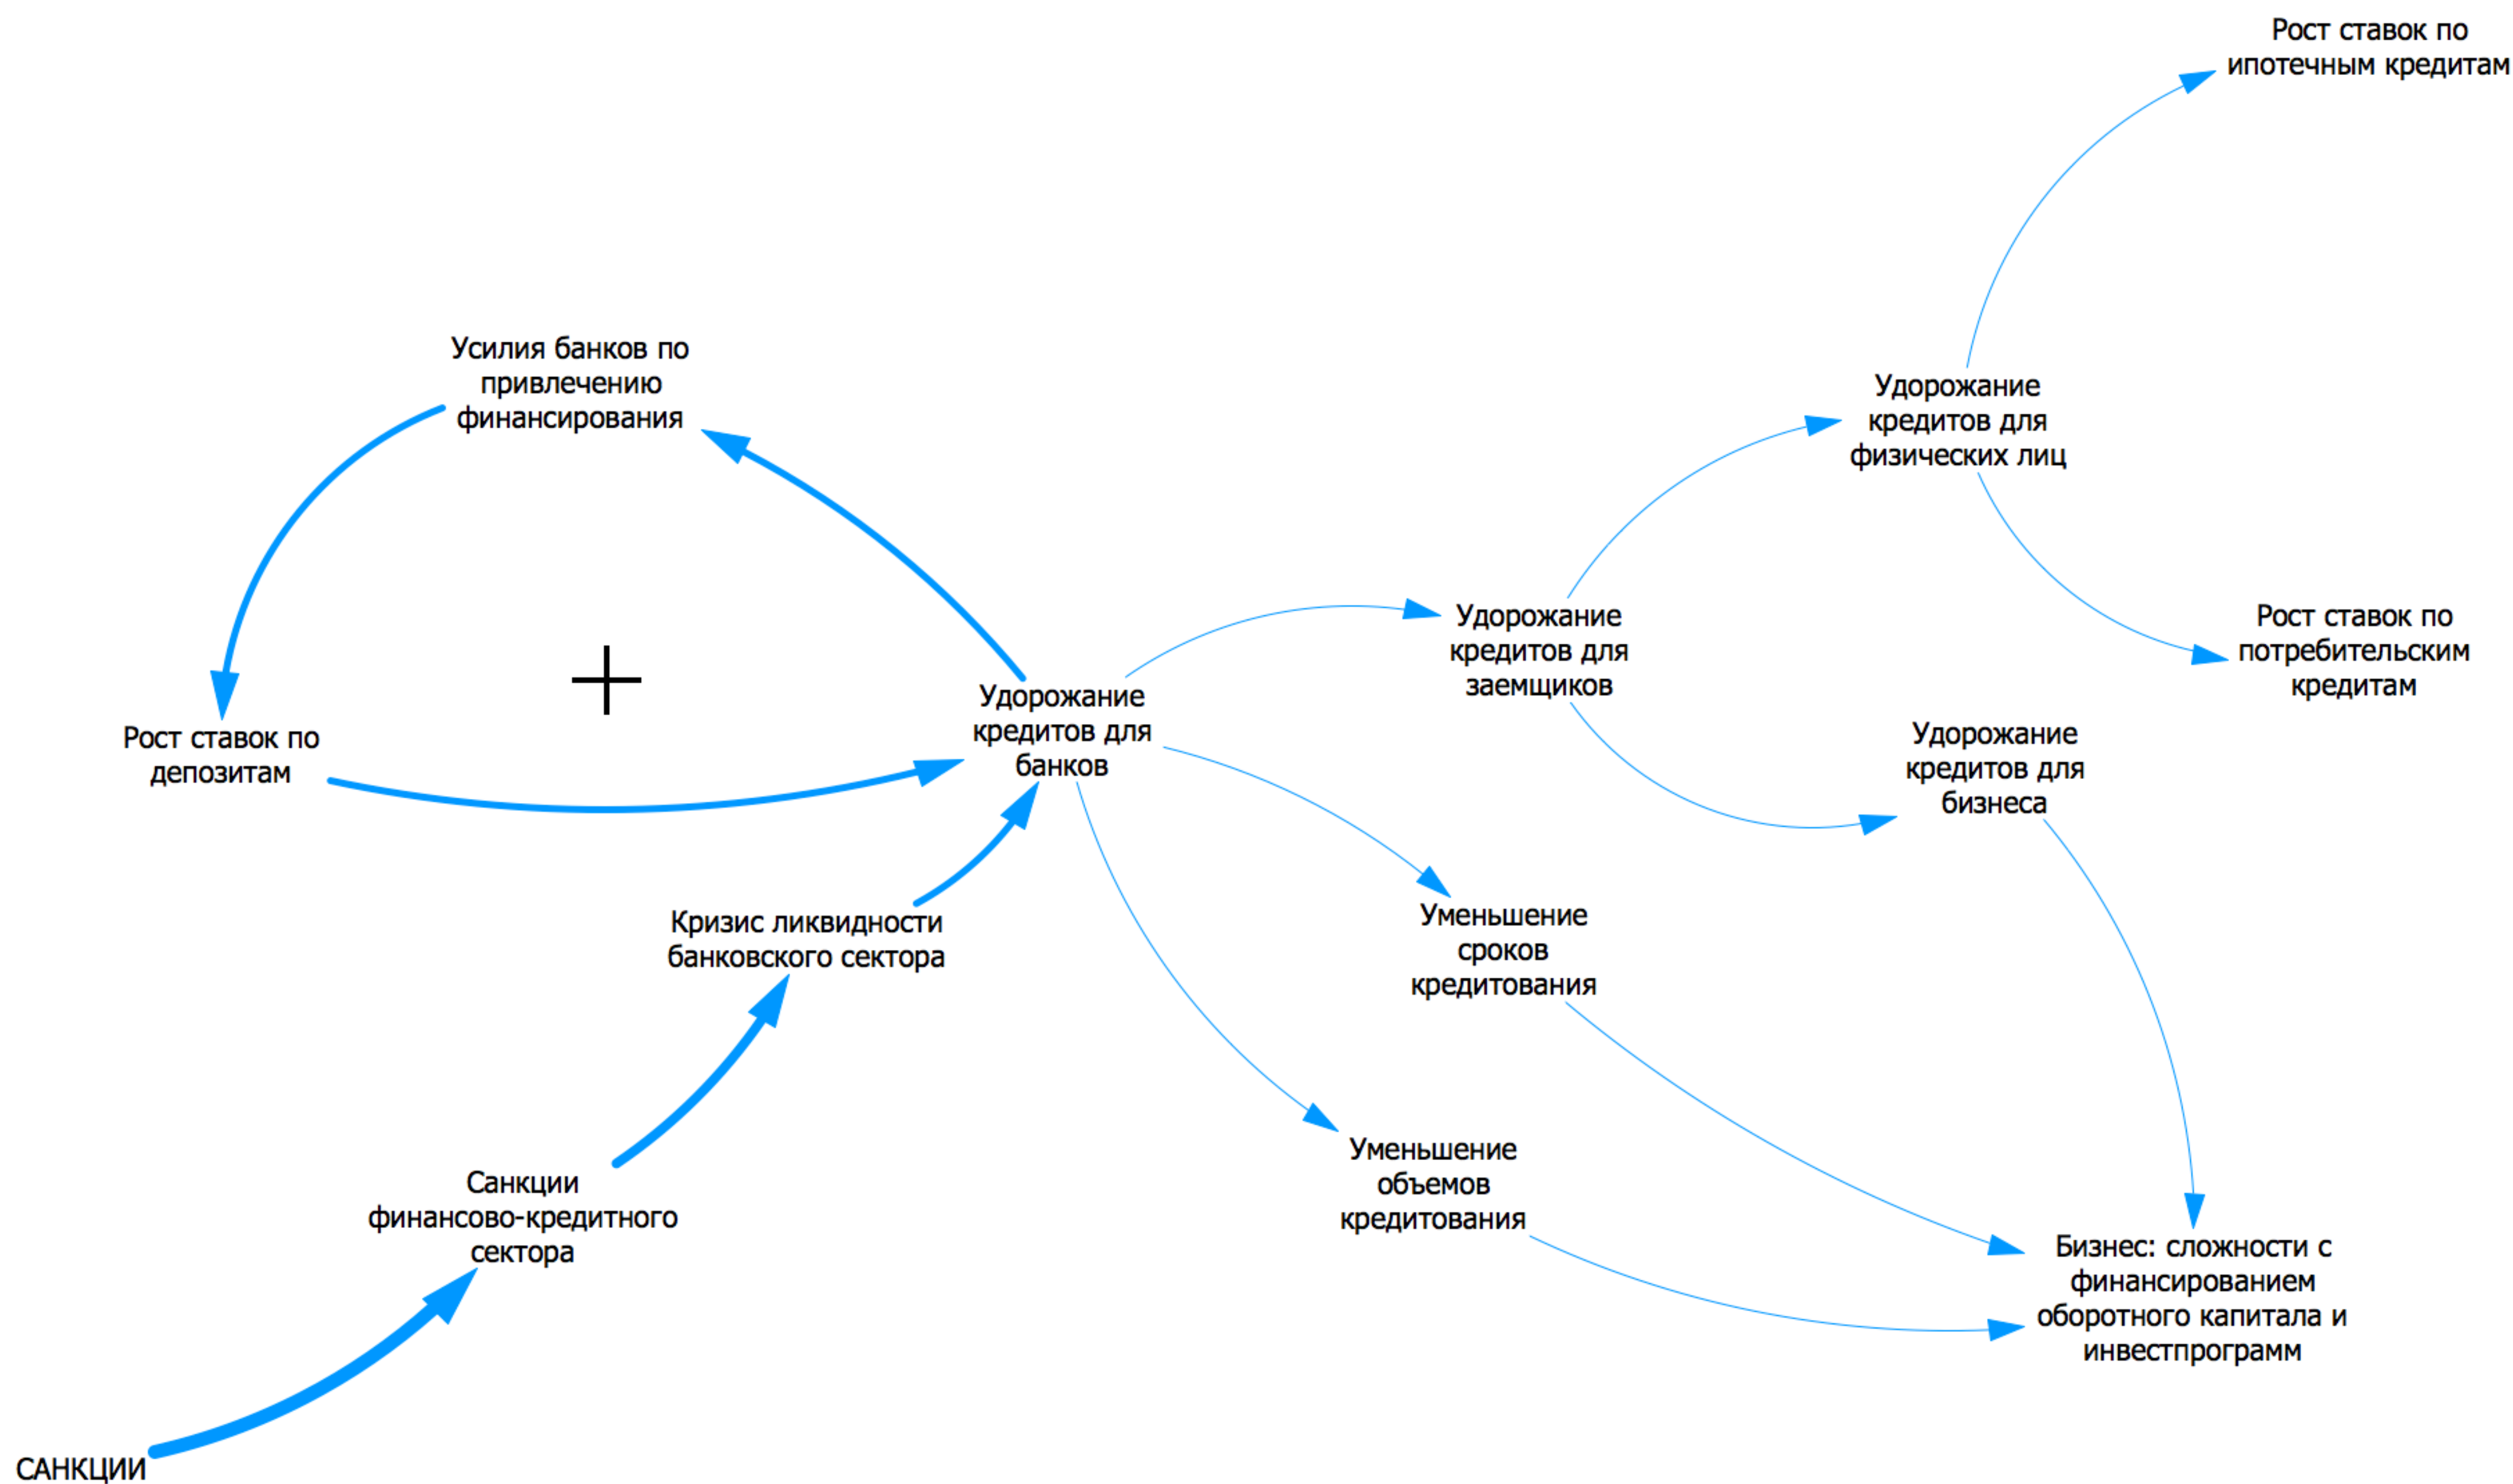 Рост ставок по
ипотечным кредитам
Усилия банков по
привлечению
финансирования
Удорожание
кредитов для
физических лиц
Удорожание
кредитов для
заемщиков
Рост ставок по
потребительским
кредитам
Удорожание
кредитов для
банков
Рост ставок по
депозитам
Удорожание
кредитов для
бизнеса
Кризис ликвидности
банковского сектора
Уменьшение
сроков
кредитования
Уменьшение
объемов
кредитования
Санкции
финансово-кредитного
сектора
Бизнес: сложности с
финансированием
оборотного капитала и
инвестпрограмм
САНКЦИИ